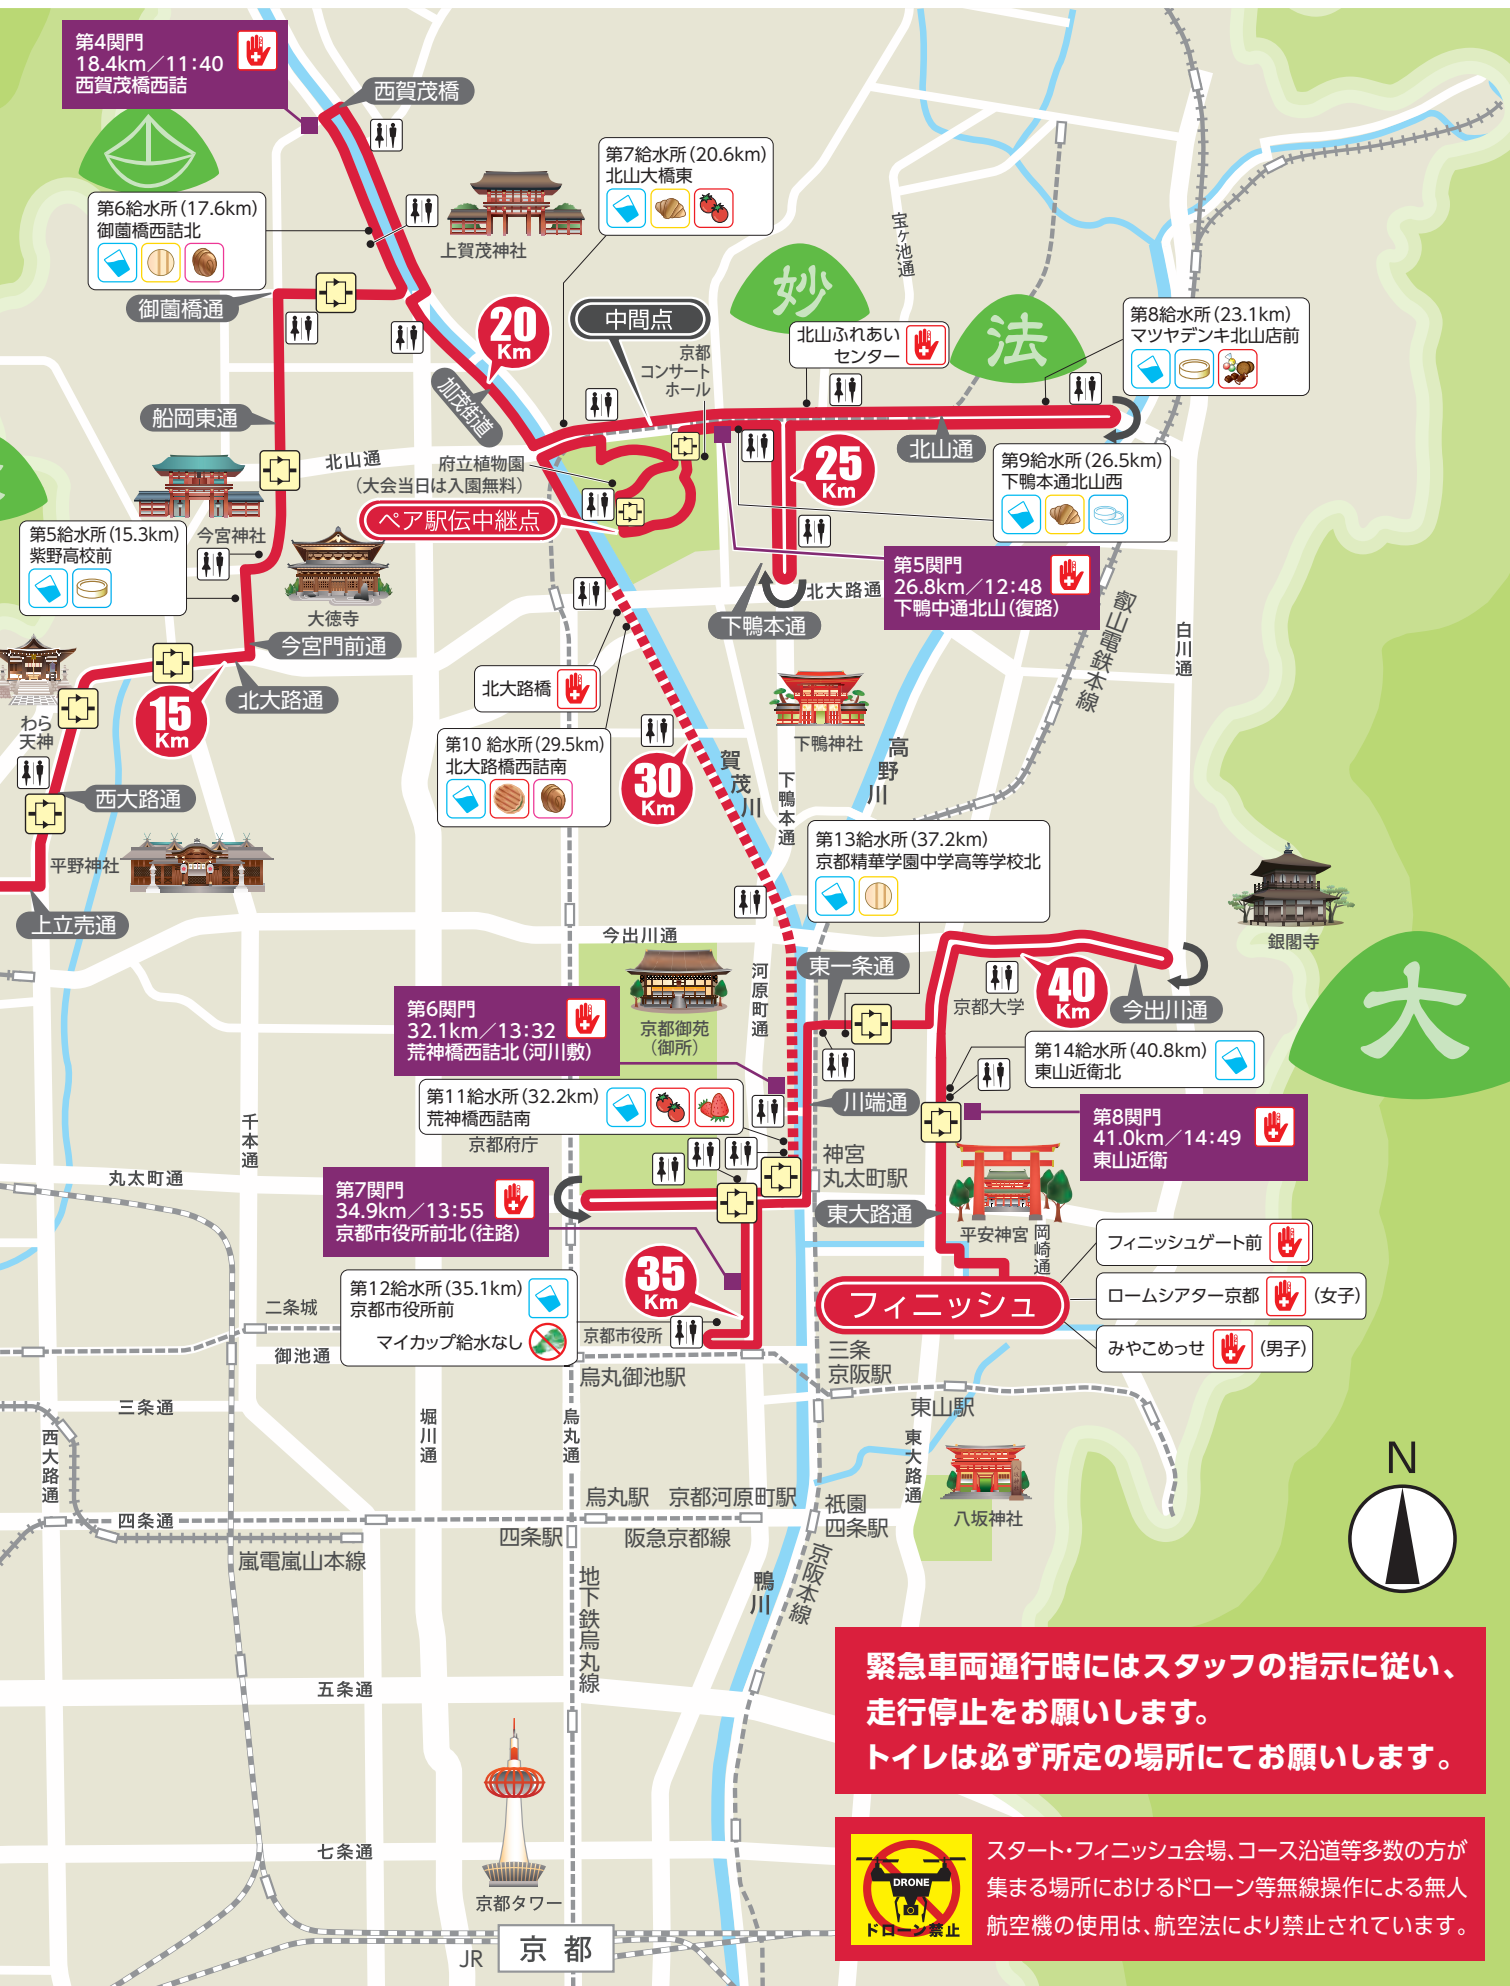 第4関門
18.4km／11:40
西賀茂橋西詰
西賀茂橋
第6給水所(17.6km)
御薗橋西詰北
御薗橋通
上賀茂神社
第7給水所(20.6km)
北山大橋東
宝ヶ池通
妙
法
20
Km
中間点
京都
コンサート
ホール
北山ふれあい
センター
第8給水所(23.1km)
マツヤデンキ北山店前
加茂街道
船岡東通
北山通
府立植物園
(大会当日は入園無料)
ペア駅伝中継点
25
Km
北山通
第9給水所(26.5km)
下鴨本通北山西
今宮神社
第5給水所(15.3km)
紫野高校前
大徳寺
第5関門
26.8km／12:48
下鴨中通北山(復路)
北大路通
下鴨本通
今宮門前通
北大路通
15
Km
わら
天神
北大路橋
第10 給水所(29.5km)
北大路橋西詰南
30
Km
賀茂川
下鴨神社
下鴨本通
高野川
叡山電鉄本線
白川通
西大路通
平野神社
上立売通
第13給水所(37.2km)
京都精華学園中学高等学校北
銀閣寺
大
今出川通
東一条通
京都大学
40
Km
今出川通
河原町通
京都御苑
(御所)
第6関門
32.1km／13:32
荒神橋西詰北(河川敷)
第14給水所(40.8km)
東山近衛北
第11給水所(32.2km)
荒神橋西詰南
川端通
第8関門
41.0km／14:49
東山近衛
京都府庁
千本通
丸太町通
神宮
丸太町駅
第7関門
34.9km／13:55
京都市役所前北(往路)
東大路通
平安神宮
岡崎通
フィニッシュゲート前
ロームシアター京都
(女子)
みやこめっせ
(男子)
フィニッシュ
35
Km
第12給水所(35.1km)
京都市役所前
マイカップ給水なし
京都市役所
二条城
御池通
烏丸御池駅
三条
京阪駅
東山駅
三条通
西大路通
堀川通
烏丸通
東大路通
八坂神社
四条通
烏丸駅
京都河原町駅
祇園
四条駅
四条駅
阪急京都線
嵐電嵐山本線
地下鉄烏丸線
鴨川
京阪本線
N
五条通
七条通
京都タワー
JR
京都
緊急車両通行時にはスタッフの指示に従い、
走行停止をお願いします。
トイレは必ず所定の場所にてお願いします。
DRONE
ドローン禁止
スタート・フィニッシュ会場、コース沿道等多数の方が
集まる場所におけるドローン等無線操作による無人
航空機の使用は、航空法により禁止されています。